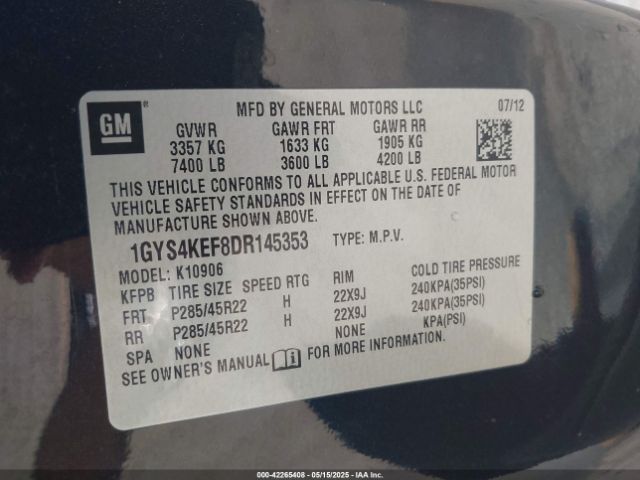 GM
®
MFD BY GENERAL MOTORS LLC 07/12
GVWR GAWR FRT GAWR RR
3357 KG 1633 KG 1905 KG
7400 LB 3600 LB 4200 LB
THIS VEHICLE CONFORMS TO ALL APPLICABLE U.S. FEDERAL MOTOR
VEHICLE SAFETY STANDARDS IN EFFECT ON THE DATE OF
MANUFACTURE SHOWN ABOVE.
C
1GYS4KEF8DR145353 TYPE: M.P.V.
MODEL: K10906
KFPB TIRE SIZE SPEED RTG RIM COLD TIRE PRESSURE
FRT P285/45R22 H 22X9J 240KPA(35PSI)
RR P285/45R22 H 22X9J 240KPA(35PSI)
SPA NONE NONE KPA(PSI)
SEE OWNER'S MANUAL FOR MORE INFORMATION.
000-42265408 - 05/15/2025 - IAA Inc.